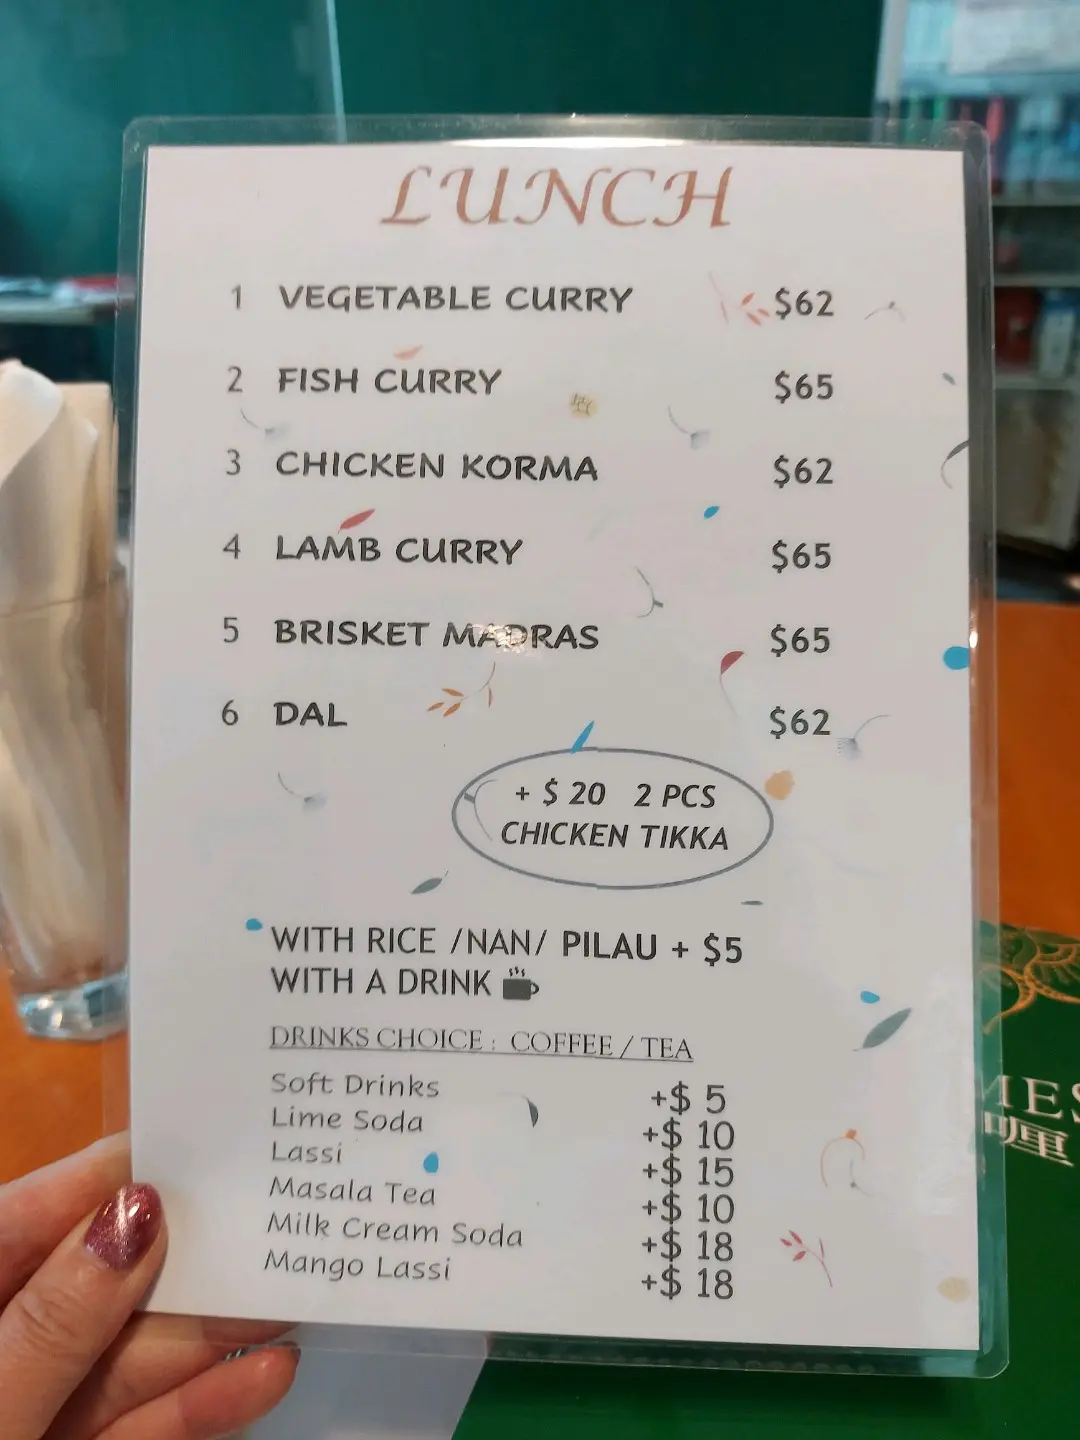 LUNCH
1 VEGETABLE CURRY $62
2 FISH CURRY $65
3 CHICKEN KORMA $62
4 LAMB CURRY $65
5 BRISKET MADRAS $65
6 DAL $62
+ $ 20 2 PCS
CHICKEN TIKKA
WITH RICE /NAN/ PILAU + $5
WITH A DRINK
DRINKS CHOICE : COFFEE / TEA
Soft Drinks +$ 5
Lime Soda +$ 10
Lassi +$ 15
Masala Tea +$ 10
Milk Cream Soda +$ 18
Mango Lassi +$ 18